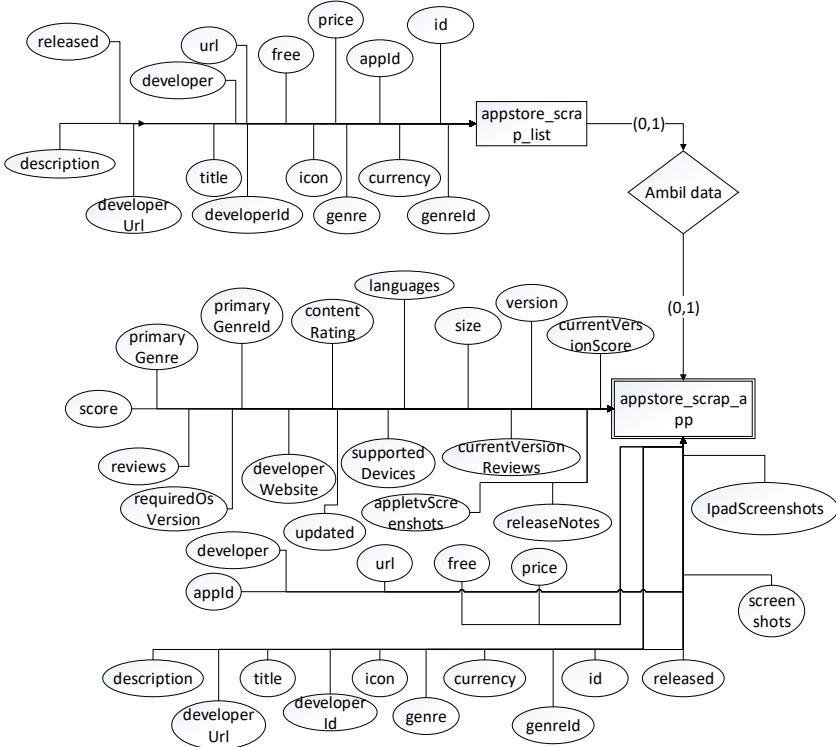 released
url
developer
free
price
appId
id
appstore_scra
p_list
(0,1)
description
developer
Url
title
developerId
icon
genre
currency
genreId
Ambil data
(0,1)
primary
Genre
primary
GenreId
content
Rating
languages
size
version
currentVers
ionScore
score
appstore_scrap_a
pp
reviews
requiredOs
Version
developer
Website
updated
supported
Devices
appletvScre
enshots
currentVersion
Reviews
releaseNotes
IpadScreenshots
developer
appId
url
free
price
screen
shots
description
developer
Url
title
developer
Id
icon
genre
currency
genreId
id
released